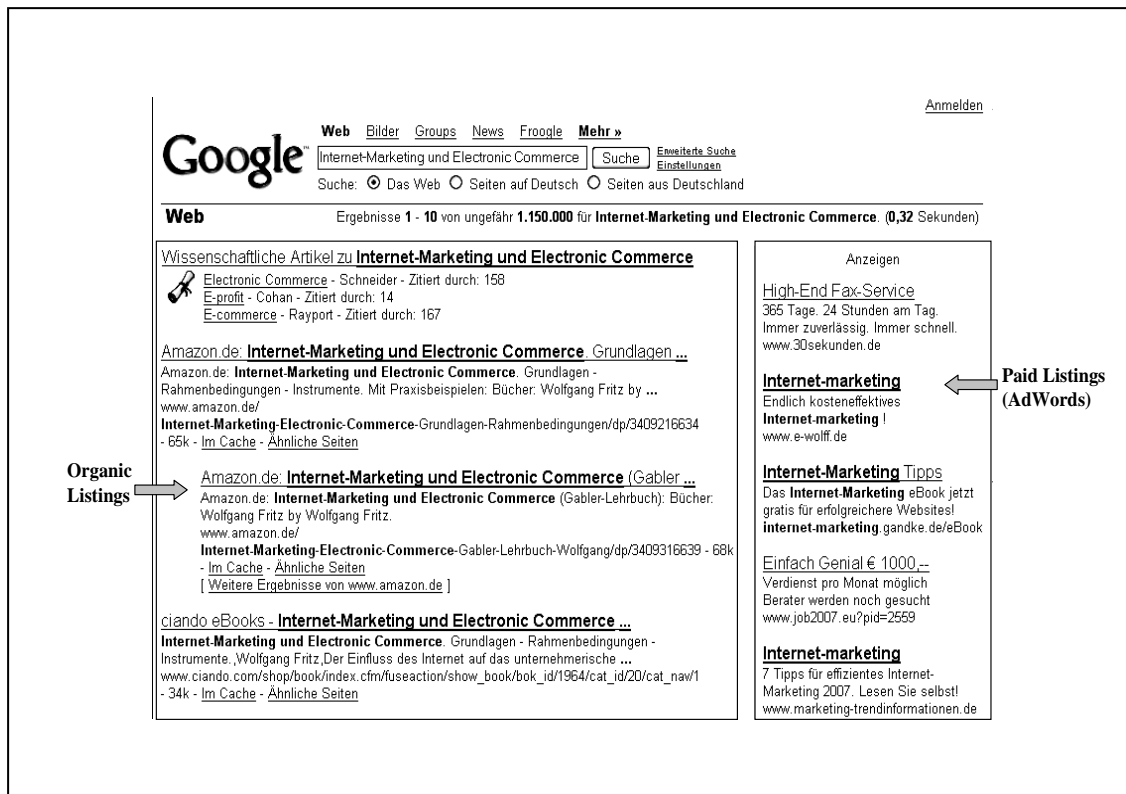 Anmelden
Web Bilder Groups News Froogle Mehr »
Google™
Internet-Marketing und Electronic Commerce Suche Erweiterte Suche
Einstellungen
Suche: Das Web Seiten auf Deutsch Seiten aus Deutschland
Web Ergebnisse 1 - 10 von ungefähr 1.150.000 für Internet-Marketing und Electronic Commerce. (0,32 Sekunden)
Wissenschaftliche Artikel zu Internet-Marketing und Electronic Commerce
Electronic Commerce - Schneider - Zitiert durch: 158
E-profit - Cohan - Zitiert durch: 14
E-commerce - Rayport - Zitiert durch: 167
Amazon.de: Internet-Marketing und Electronic Commerce. Grundlagen ...
Amazon.de: Internet-Marketing und Electronic Commerce. Grundlagen -
Rahmenbedingungen - Instrumente. Mit Praxisbeispielen: Bücher: Wolfgang Fritz by ...
www.amazon.de/
Internet-Marketing-Electronic-Commerce-Grundlagen-Rahmenbedingungen/dp/3409216634
- 65k - Im Cache - Ähnliche Seiten
Organic
Listings
Amazon.de: Internet-Marketing und Electronic Commerce (Gabler ...
Amazon.de: Internet-Marketing und Electronic Commerce (Gabler-Lehrbuch): Bücher:
Wolfgang Fritz by Wolfgang Fritz.
www.amazon.de/
Internet-Marketing-Electronic-Commerce-Gabler-Lehrbuch-Wolfgang/dp/3409316639 - 68k
- Im Cache - Ähnliche Seiten
[ Weitere Ergebnisse von www.amazon.de ]
ciando eBooks - Internet-Marketing und Electronic Commerce ...
Internet-Marketing und Electronic Commerce. Grundlagen - Rahmenbedingungen -
Instrumente.,Wolfgang Fritz,Der Einfluss des Internet auf das unternehmerische ...
www.ciando.com/shop/book/index.cfm/fuseaction/show_book/bok_id/1964/cat_id/20/cat_nav/1
- 34k - Im Cache - Ähnliche Seiten
Anzeigen
High-End Fax-Service
365 Tage. 24 Stunden am Tag.
Immer zuverlässig. Immer schnell.
www.30sekunden.de
Internet-marketing
Endlich kosteneffektives
Internet-marketing !
www.e-wolff.de
Paid Listings
(AdWords)
Internet-Marketing Tipps
Das Internet-Marketing eBook jetzt
gratis für erfolgreichere Websites!
internet-marketing.gandke.de/eBook
Einfach Genial € 1000,--
Verdienst pro Monat möglich
Berater werden noch gesucht
www.job2007.eu?pid=2559
Internet-marketing
7 Tipps für effizientes Internet-
Marketing 2007. Lesen Sie selbst!
www.marketing-trendinformationen.de